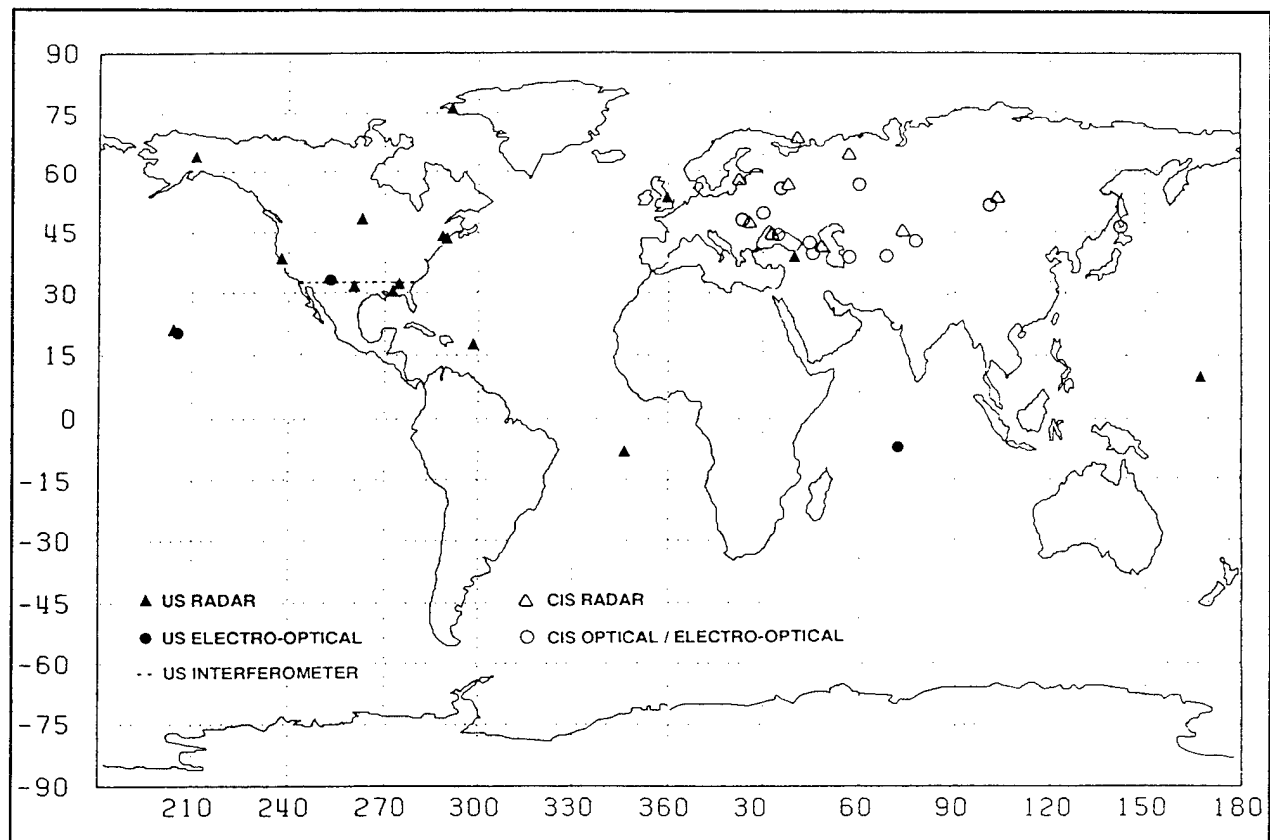 90
75
60
45
30
15
0
-15
-30
-45
-60
-75
-90
▲ US RADAR
△ CIS RADAR
● US ELECTRO-OPTICAL
○ CIS OPTICAL / ELECTRO-OPTICAL
-- US INTERFEROMETER
210 240 270 300 330 360 30 60 90 120 150 180